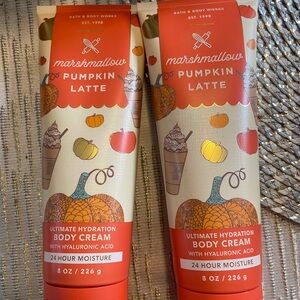 BATH & BODY WORKS
EST. 1990
marshmallow
PUMPKIN
LATTE
ULTIMATE HYDRATION
BODY CREAM
WITH HYALURONIC ACID
24 HOUR MOISTURE
8 OZ / 226 g
BATH & BODY WORKS
EST. 1990
marshmallow
PUMPKIN
LATTE
ULTIMATE HYDRATION
BODY CREAM
WITH HYALURONIC ACID
24 HOUR MOISTURE
8 OZ / 226 g